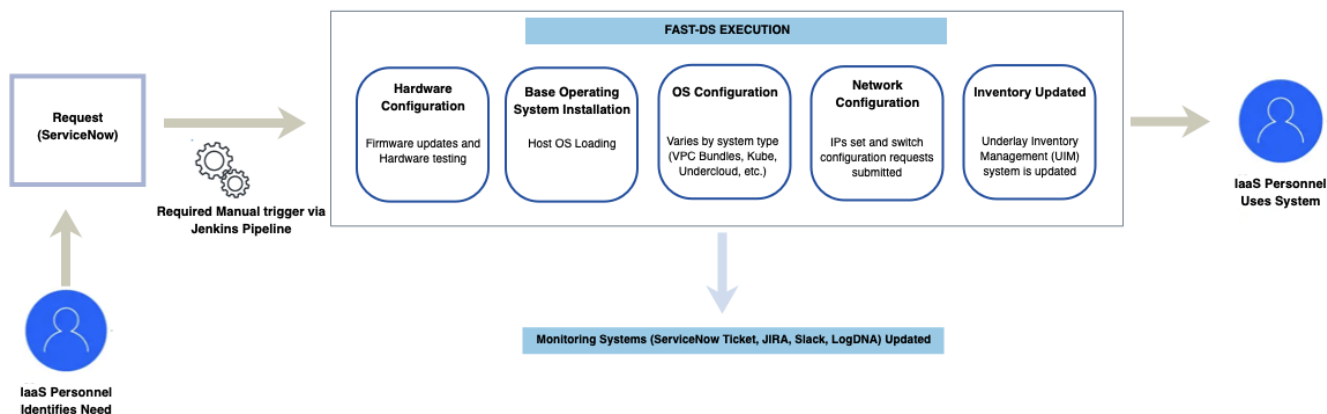 FAST-DS EXECUTION
Request
(ServiceNow)
Required Manual trigger via
Jenkins Pipeline
IaaS Personnel
Identifies Need
Hardware
Configuration
Firmware updates and
Hardware testing
Base Operating
System Installation
Host OS Loading
OS Configuration
Varies by system type
(VPC Bundles, Kube,
Undercloud, etc.)
Network
Configuration
IPs set and switch
configuration requests
submitted
Inventory Updated
Underlay Inventory
Management (UIM)
system is updated
IaaS Personnel
Uses System
Monitoring Systems (ServiceNow Ticket, JIRA, Slack, LogDNA) Updated